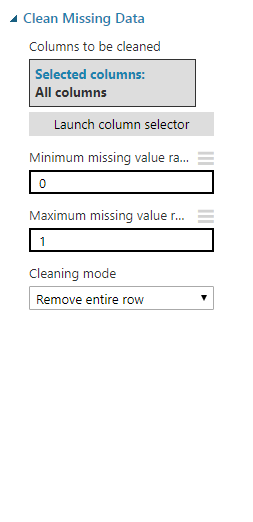 Clean Missing Data
Columns to be cleaned
Selected columns:
All columns
Launch column selector
Minimum missing value ra...
0
Maximum missing value r...
1
Cleaning mode
Remove entire row